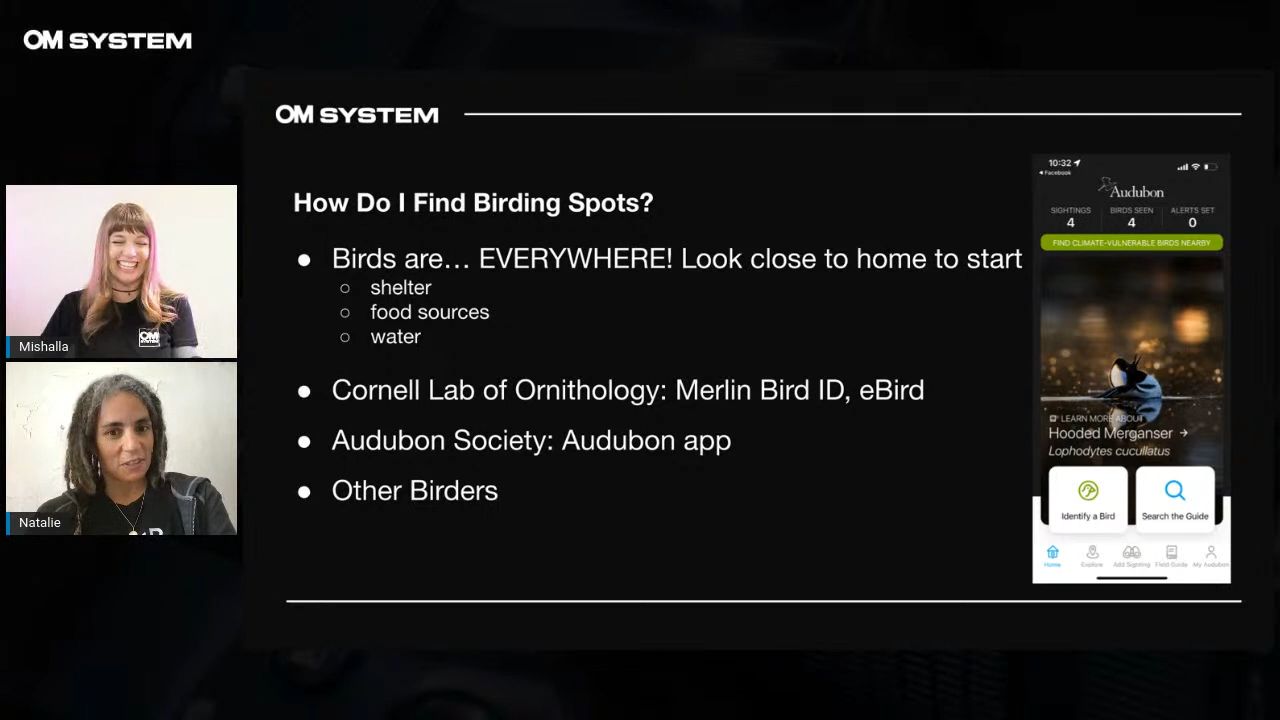 OM SYSTEM
OM SYSTEM
How Do I Find Birding Spots?
● Birds are... EVERYWHERE! Look close to home to start
○ shelter
○ food sources
○ water
● Cornell Lab of Ornithology: Merlin Bird ID, eBird
● Audubon Society: Audubon app
● Other Birders
10:32
◂ Facebook
Audubon
SIGHTINGS BIRDS SEEN ALERTS SET
4 4 0
FIND CLIMATE-VULNERABLE BIRDS NEARBY
LEARN MORE ABOUT
Hooded Merganser →
Lophodytes cucullatus
Identify a Bird Search the Guide
Home Explore Add Sighting Field Guide My Audubon
OM SYSTEM
Mishalla
Natalie